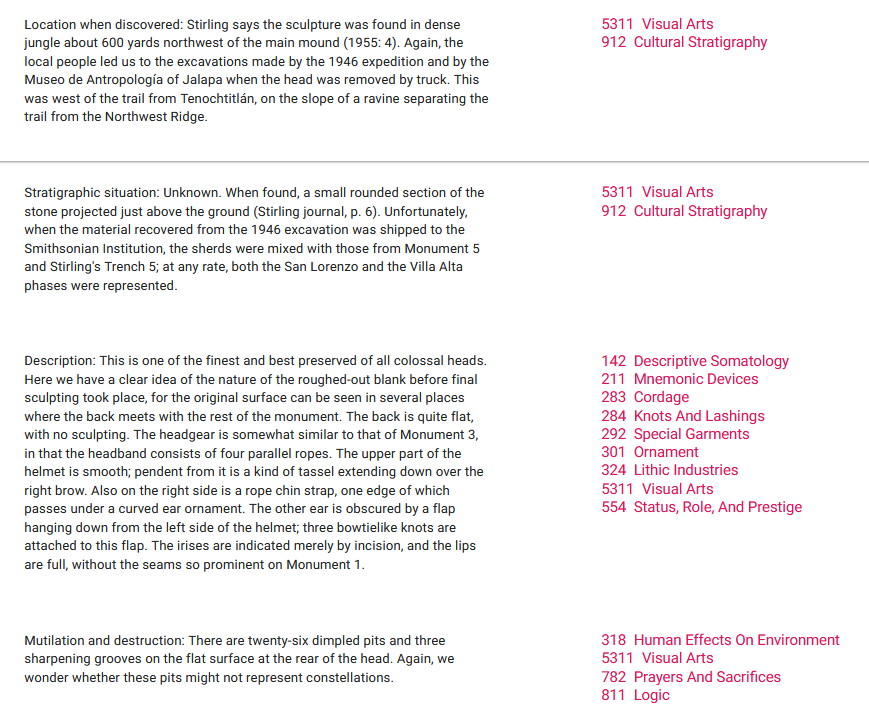 Location when discovered: Stirling says the sculpture was found in dense
jungle about 600 yards northwest of the main mound (1955: 4). Again, the
local people led us to the excavations made by the 1946 expedition and by the
Museo de Antropología of Jalapa when the head was removed by truck. This
was west of the trail from Tenochtitlán, on the slope of a ravine separating the
trail from the Northwest Ridge.
5311 Visual Arts
912 Cultural Stratigraphy
Stratigraphic situation: Unknown. When found, a small rounded section of the
stone projected just above the ground (Stirling journal, p. 6). Unfortunately,
when the material recovered from the 1946 excavation was shipped to the
Smithsonian Institution, the sherds were mixed with those from Monument 5
and Stirling's Trench 5; at any rate, both the San Lorenzo and the Villa Alta
phases were represented.
5311 Visual Arts
912 Cultural Stratigraphy
Description: This is one of the finest and best preserved of all colossal heads.
Here we have a clear idea of the nature of the roughed-out blank before final
sculpting took place, for the original surface can be seen in several places
where the back meets with the rest of the monument. The back is quite flat,
with no sculpting. The headgear is somewhat similar to that of Monument 3,
in that the headband consists of four parallel ropes. The upper part of the
helmet is smooth; pendent from it is a kind of tassel extending down over the
right brow. Also on the right side is a rope chin strap, one edge of which
passes under a curved ear ornament. The other ear is obscured by a flap
hanging down from the left side of the helmet; three bowtielike knots are
attached to this flap. The irises are indicated merely by incision, and the lips
are full, without the seams so prominent on Monument 1.
142 Descriptive Somatology
211 Mnemonic Devices
283 Cordage
284 Knots And Lashings
292 Special Garments
301 Ornament
324 Lithic Industries
5311 Visual Arts
554 Status, Role, And Prestige
Mutilation and destruction: There are twenty-six dimpled pits and three
sharpening grooves on the flat surface at the rear of the head. Again, we
wonder whether these pits might not represent constellations.
318 Human Effects On Environment
5311 Visual Arts
782 Prayers And Sacrifices
811 Logic